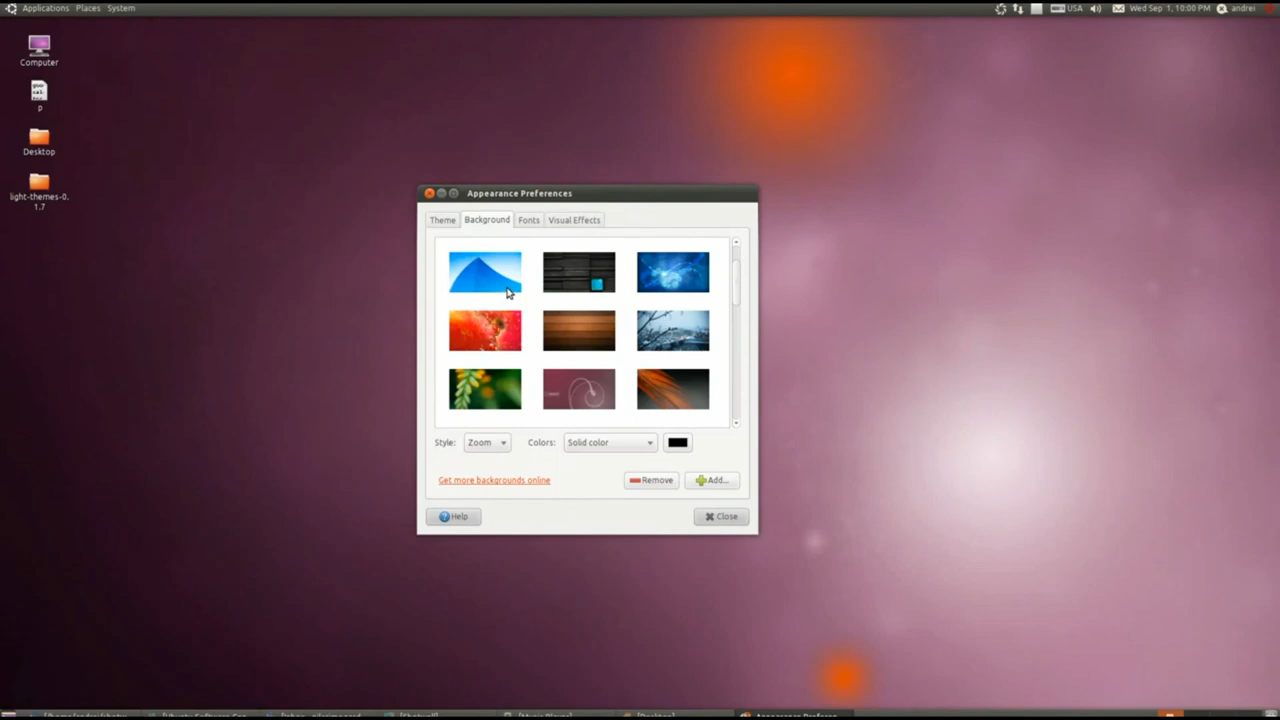 Applications Places System
USA Wed Sep 1, 10:00 PM andrei
Computer
p
Desktop
light-themes-0.
1.7
Appearance Preferences
Theme Background Fonts Visual Effects
Style: Zoom Colors: Solid color
Get more backgrounds online Remove Add...
Help Close